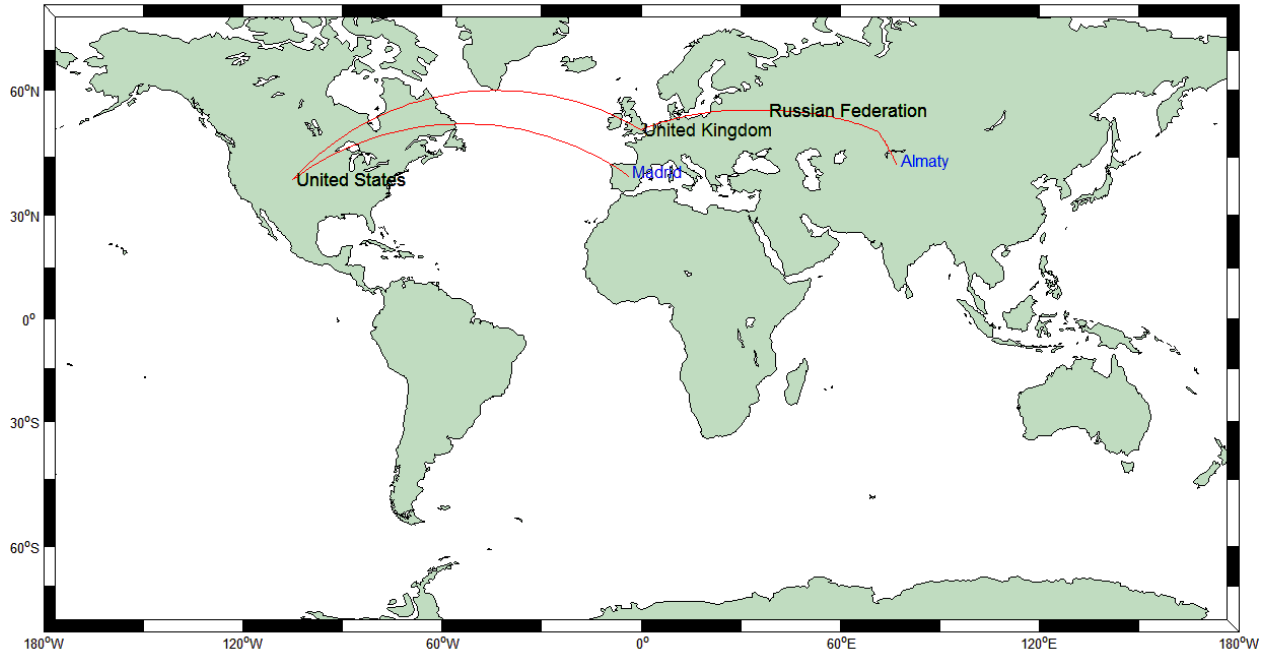 60°N
Russian Federation
United Kingdom
Almaty
Madrid
United States
30°N
0°
30°S
60°S
180°W 120°W 60°W 0° 60°E 120°E 180°W